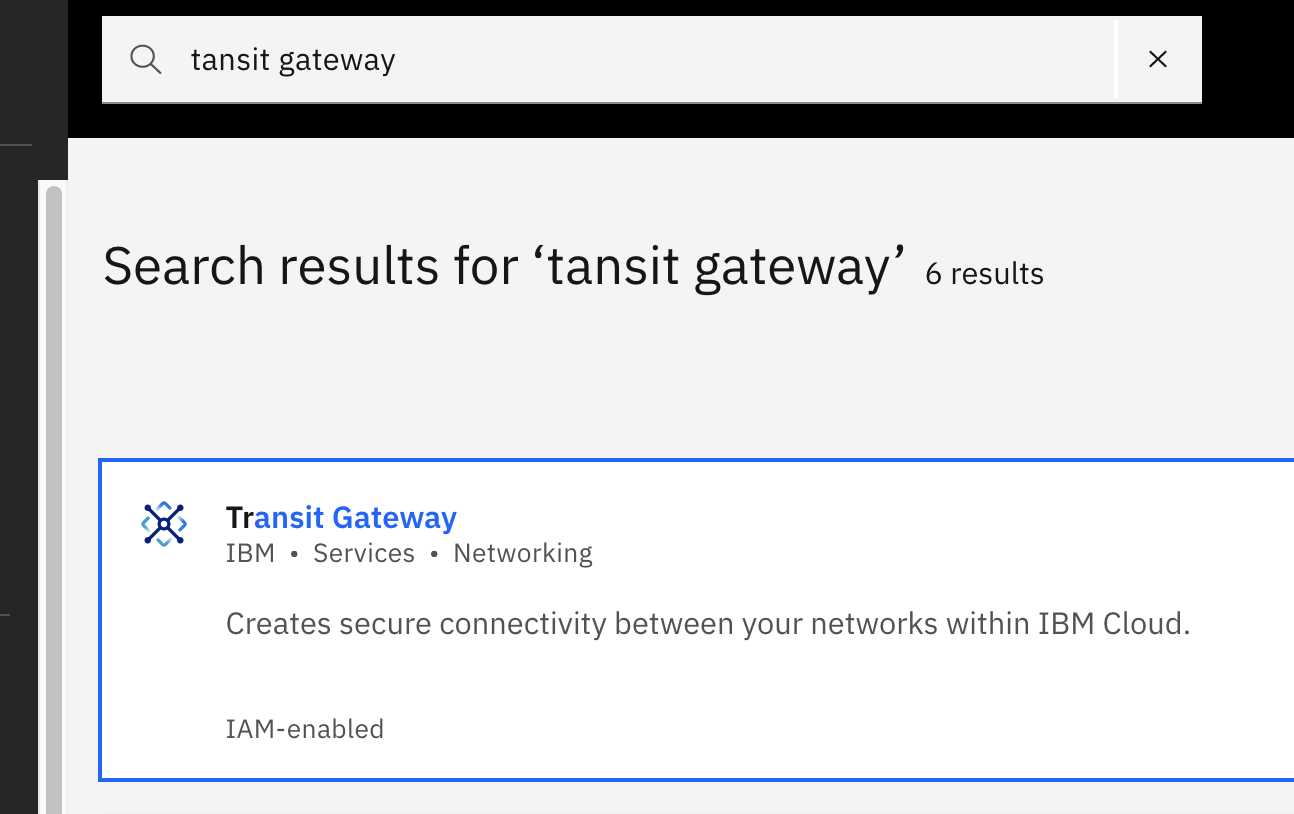 tansit gateway
Search results for ‘tansit gateway’ 6 results
Transit Gateway
IBM • Services • Networking
Creates secure connectivity between your networks within IBM Cloud.
IAM-enabled